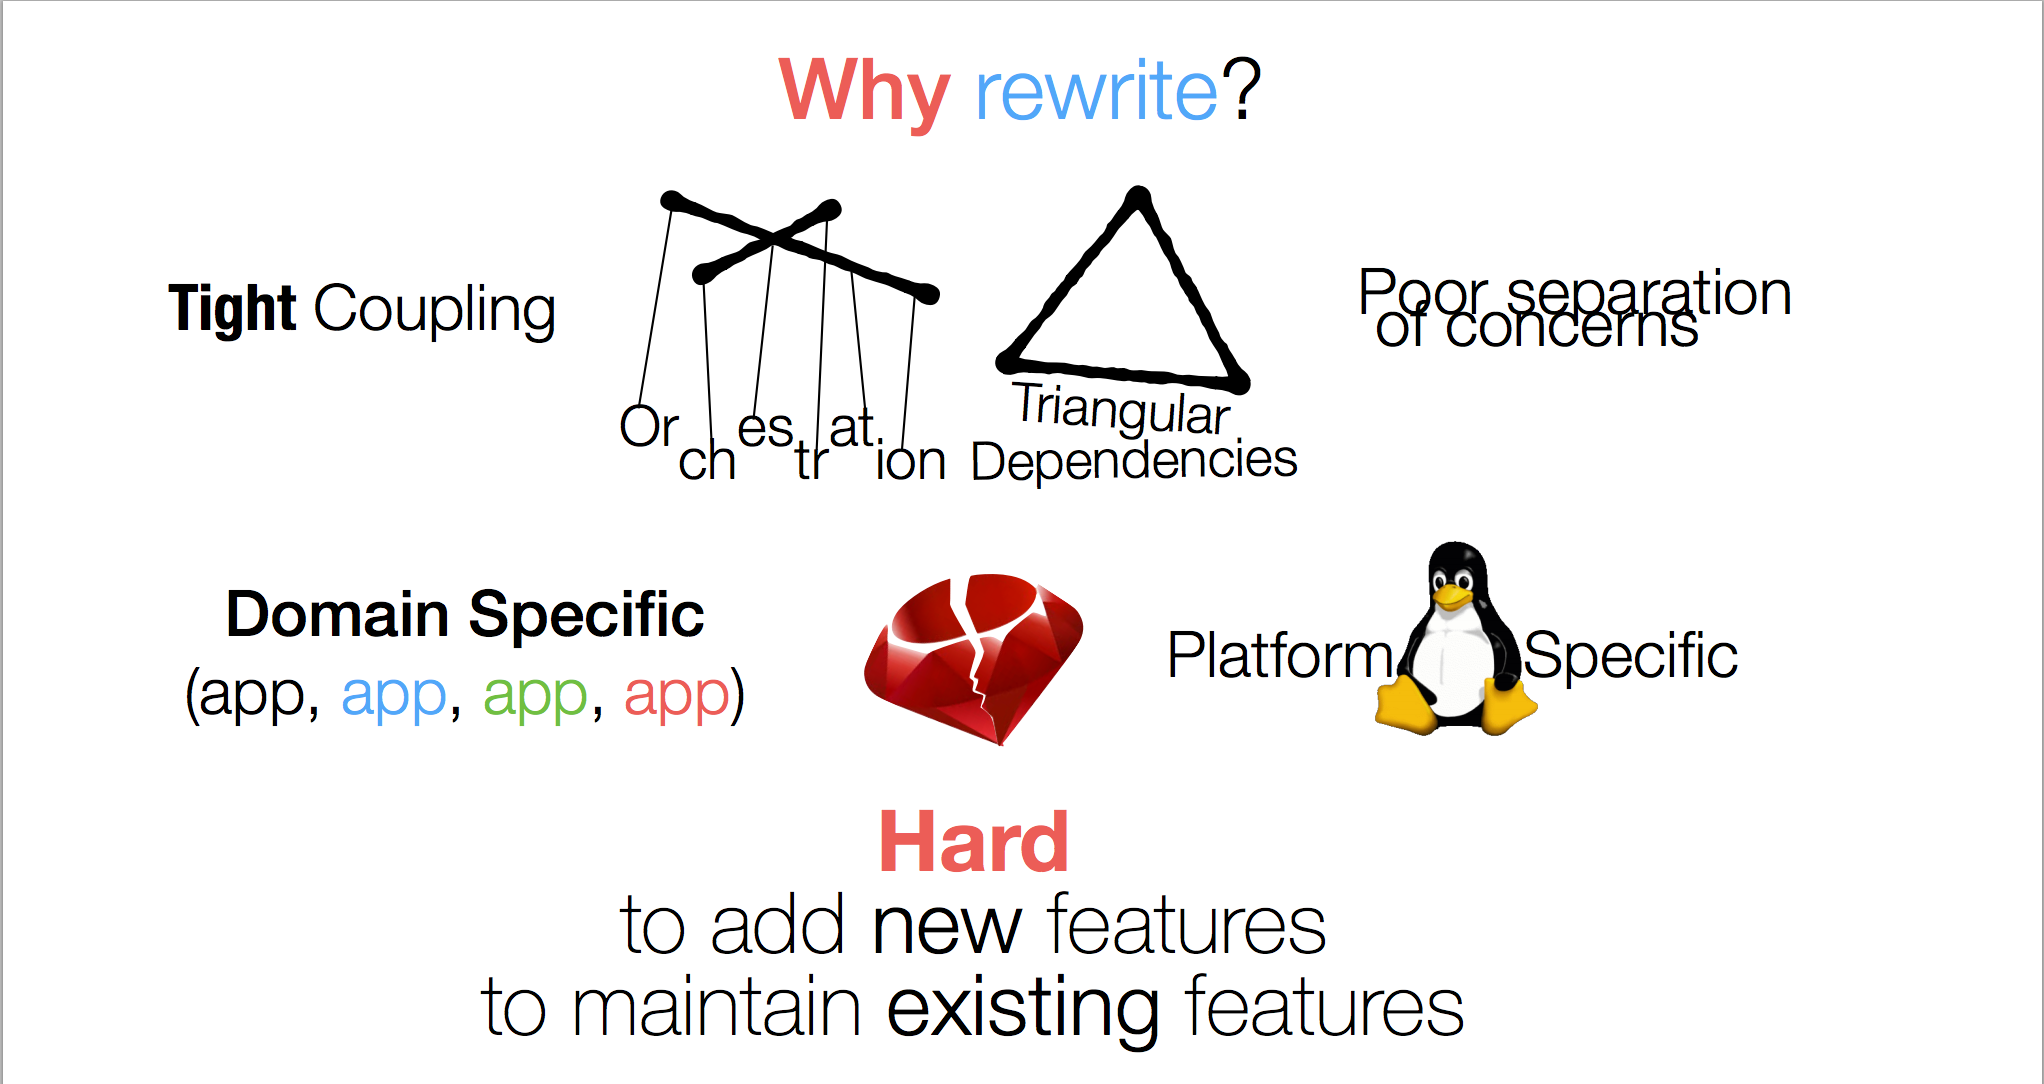 Why rewrite?
Tight Coupling
Orchestration
Triangular
Dependencies
Poor separation
of concerns
Domain Specific
(app, app, app, app)
Platform Specific
Hard
to add new features
to maintain existing features